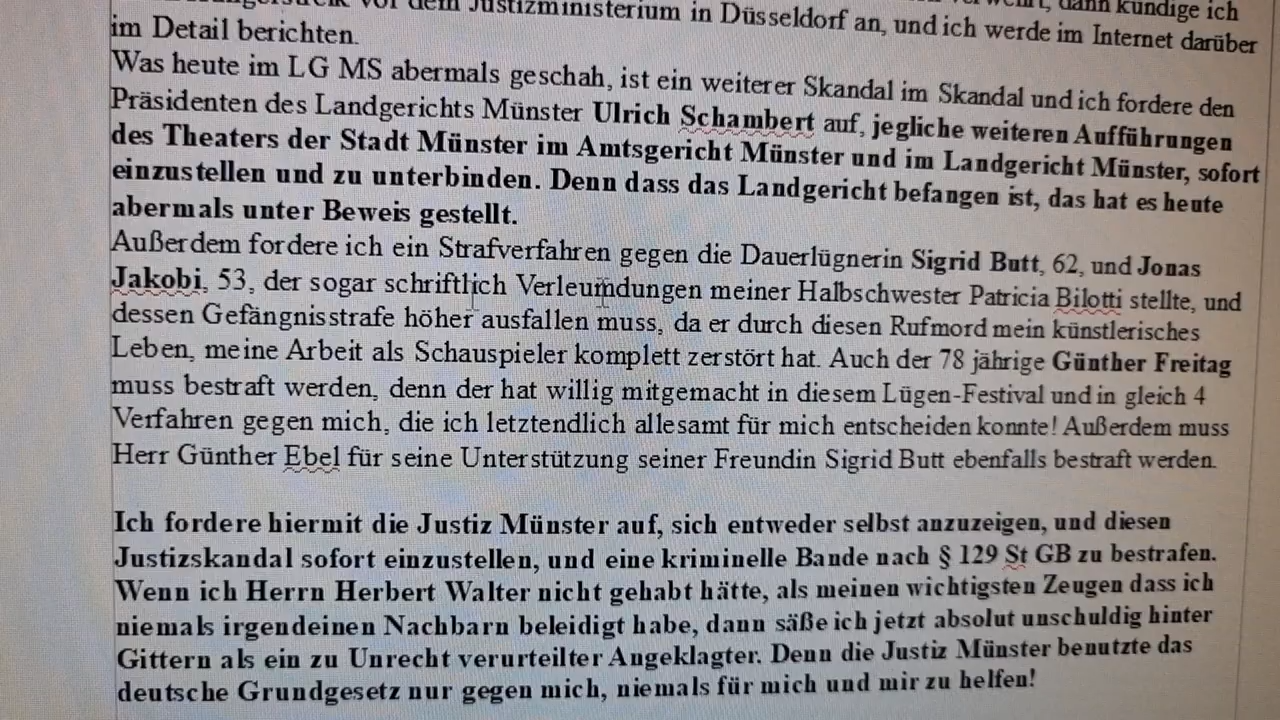 vor dem Justizministerium in Düsseldorf an, und ich werde im Internet darüber
dann kündige ich
im Detail berichten.
Was heute im LG MS abermals geschah, ist ein weiterer Skandal im Skandal und ich fordere den
Präsidenten des Landgerichts Münster Ulrich Schambert auf, jegliche weiteren Aufführungen
des Theaters der Stadt Münster im Amtsgericht Münster und im Landgericht Münster, sofort
einzustellen und zu unterbinden. Denn dass das Landgericht befangen ist, das hat es heute
abermals unter Beweis gestellt.
Außerdem fordere ich ein Strafverfahren gegen die Dauerlügnerin Sigrid Butt, 62, und Jonas
Jakobi, 53, der sogar schriftlich Verleumdungen meiner Halbschwester Patricia Bilotti stellte, und
dessen Gefängnisstrafe höher ausfallen muss, da er durch diesen Rufmord mein künstlerisches
Leben, meine Arbeit als Schauspieler komplett zerstört hat. Auch der 78 jährige Günther Freitag
muss bestraft werden, denn der hat willig mitgemacht in diesem Lügen-Festival und in gleich 4
Verfahren gegen mich, die ich letztendlich allesamt für mich entscheiden konnte! Außerdem muss
Herr Günther Ebel für seine Unterstützung seiner Freundin Sigrid Butt ebenfalls bestraft werden.
Ich fordere hiermit die Justiz Münster auf, sich entweder selbst anzuzeigen, und diesen
Justizskandal sofort einzustellen, und eine kriminelle Bande nach § 129 St GB zu bestrafen.
Wenn ich Herrn Herbert Walter nicht gehabt hätte, als meinen wichtigsten Zeugen dass ich
niemals irgendeinen Nachbarn beleidigt habe, dann säße ich jetzt absolut unschuldig hinter
Gittern als ein zu Unrecht verurteilter Angeklagter. Denn die Justiz Münster benutzte das
deutsche Grundgesetz nur gegen mich, niemals für mich und mir zu helfen!